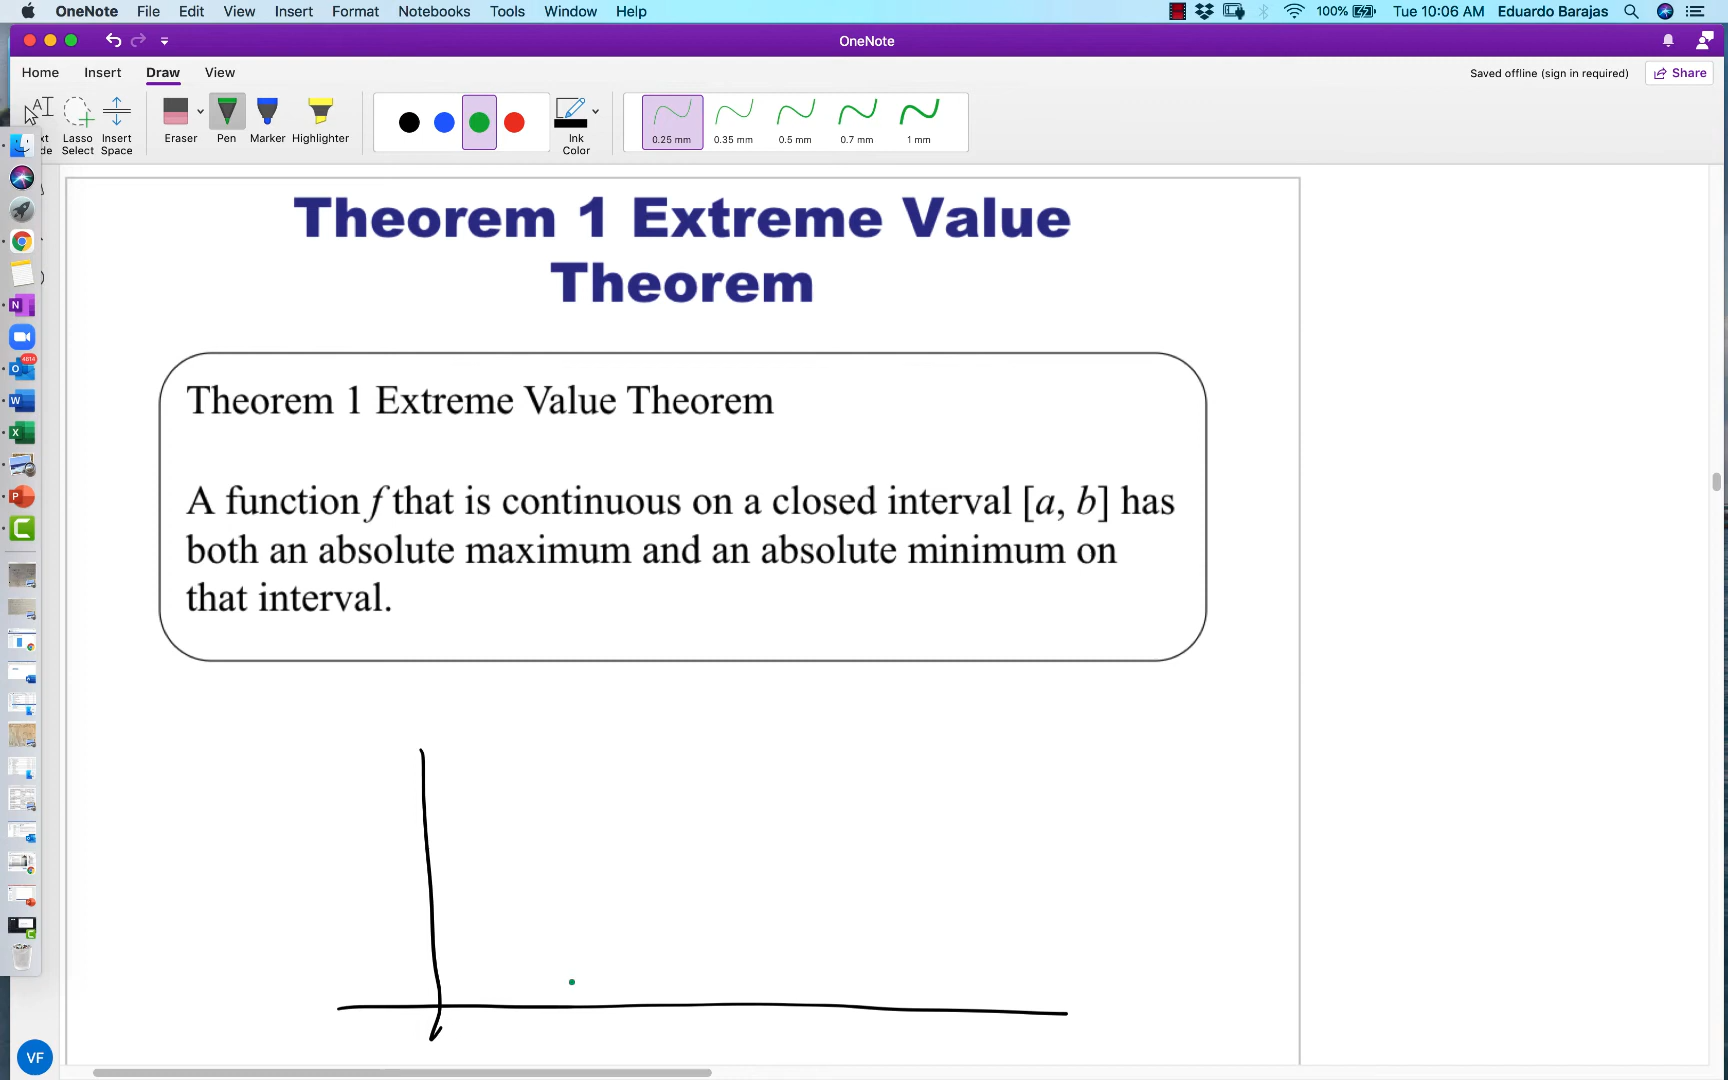 OneNote File Edit View Insert Format Notebooks Tools Window Help 100% Tue 10:06 AM Eduardo Barajas
OneNote
Home Insert Draw View Saved offline (sign in required) Share
Lasso Select
Insert Space
Eraser
Pen
Marker
Highlighter
Ink Color
0.25 mm 0.35 mm 0.5 mm 0.7 mm 1 mm
Theorem 1 Extreme Value
Theorem
Theorem 1 Extreme Value Theorem
A function f that is continuous on a closed interval [a, b] has
both an absolute maximum and an absolute minimum on
that interval.
VF